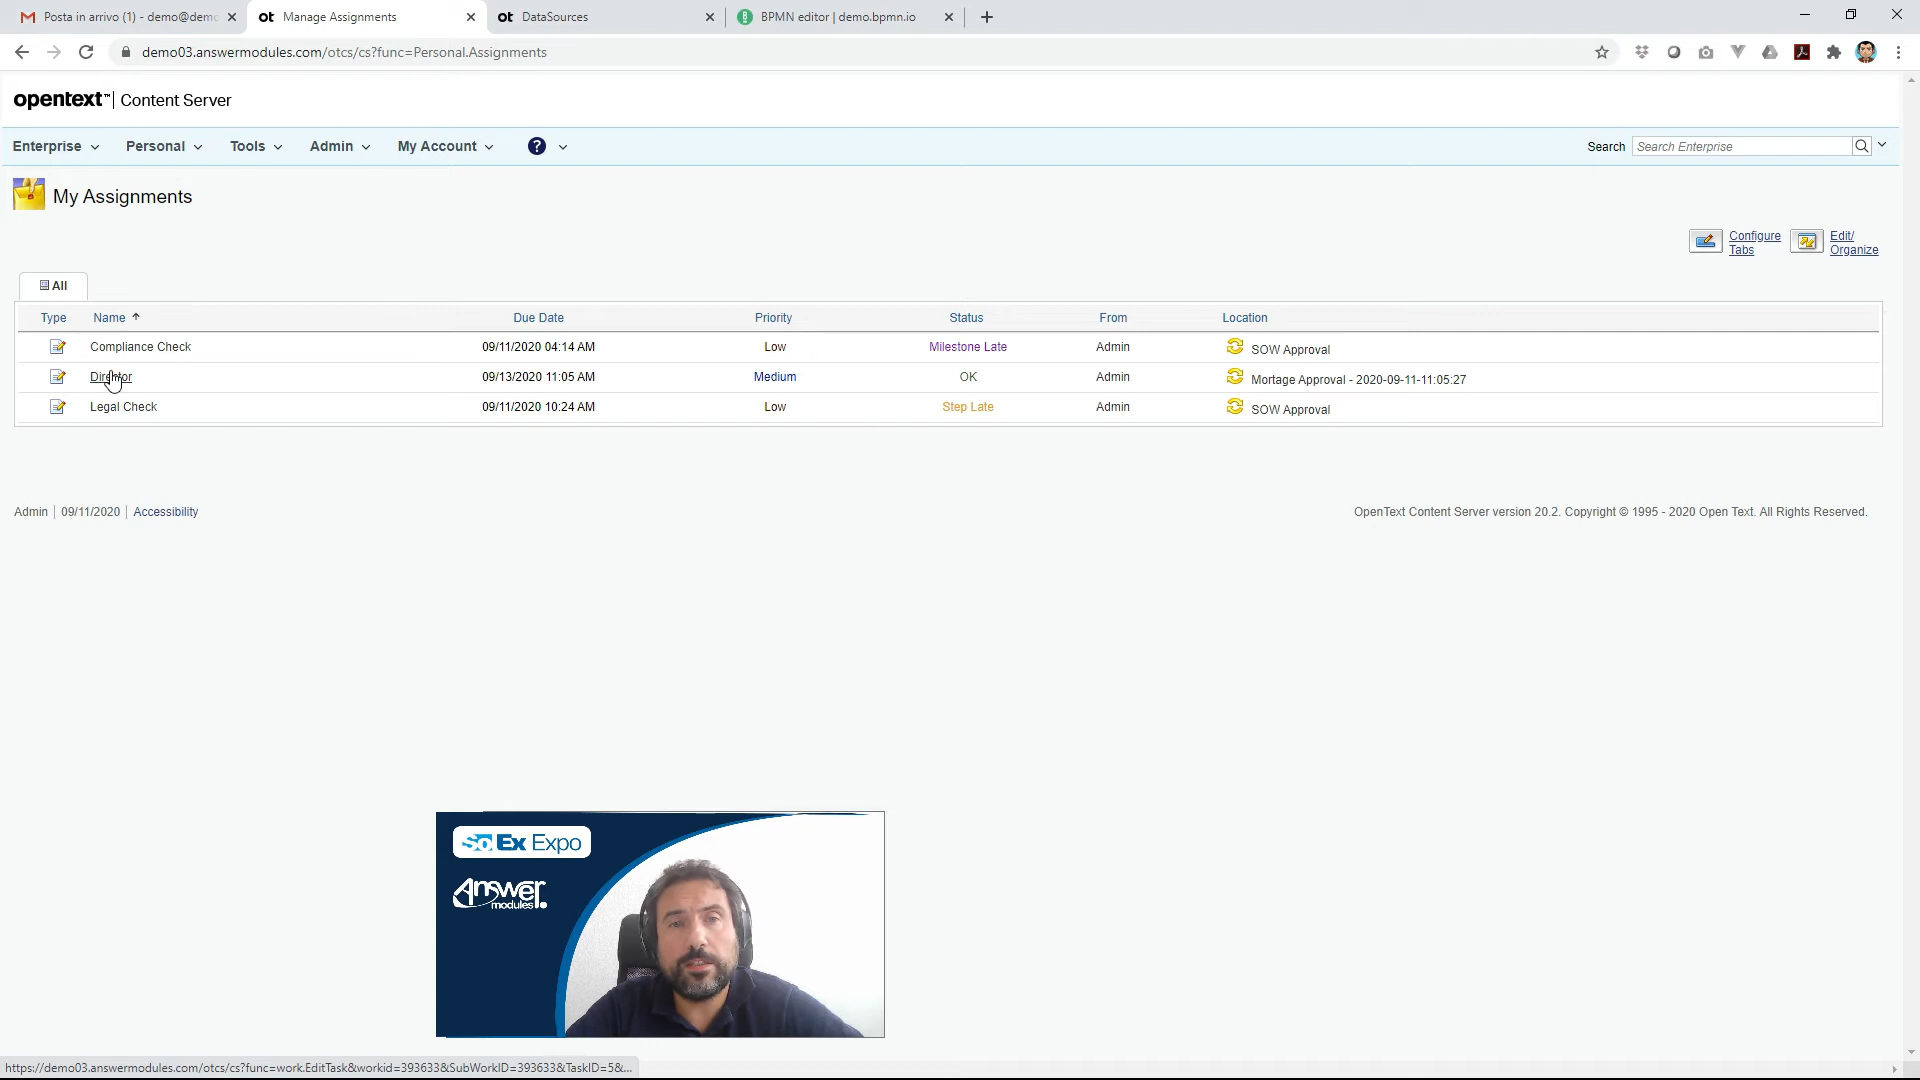 Posta in arrivo (1) - demo@demo
Manage Assignments
DataSources
BPMN editor | demo.bpmn.io
demo03.answermodules.com/otcs/cs?func=Personal.Assignments
opentext™ | Content Server
Enterprise Personal Tools Admin My Account ?
Search Search Enterprise
My Assignments
Configure Tabs
Edit/ Organize
All
Type Name Due Date Priority Status From Location
Compliance Check 09/11/2020 04:14 AM Low Milestone Late Admin SOW Approval
Director 09/13/2020 11:05 AM Medium OK Admin Mortage Approval - 2020-09-11-11:05:27
Legal Check 09/11/2020 10:24 AM Low Step Late Admin SOW Approval
Admin | 09/11/2020 | Accessibility
OpenText Content Server version 20.2. Copyright © 1995 - 2020 Open Text. All Rights Reserved.
SoEx Expo
Answer modules
https://demo03.answermodules.com/otcs/cs?func=work.EditTask&workid=393633&SubWorkID=393633&TaskID=5&...